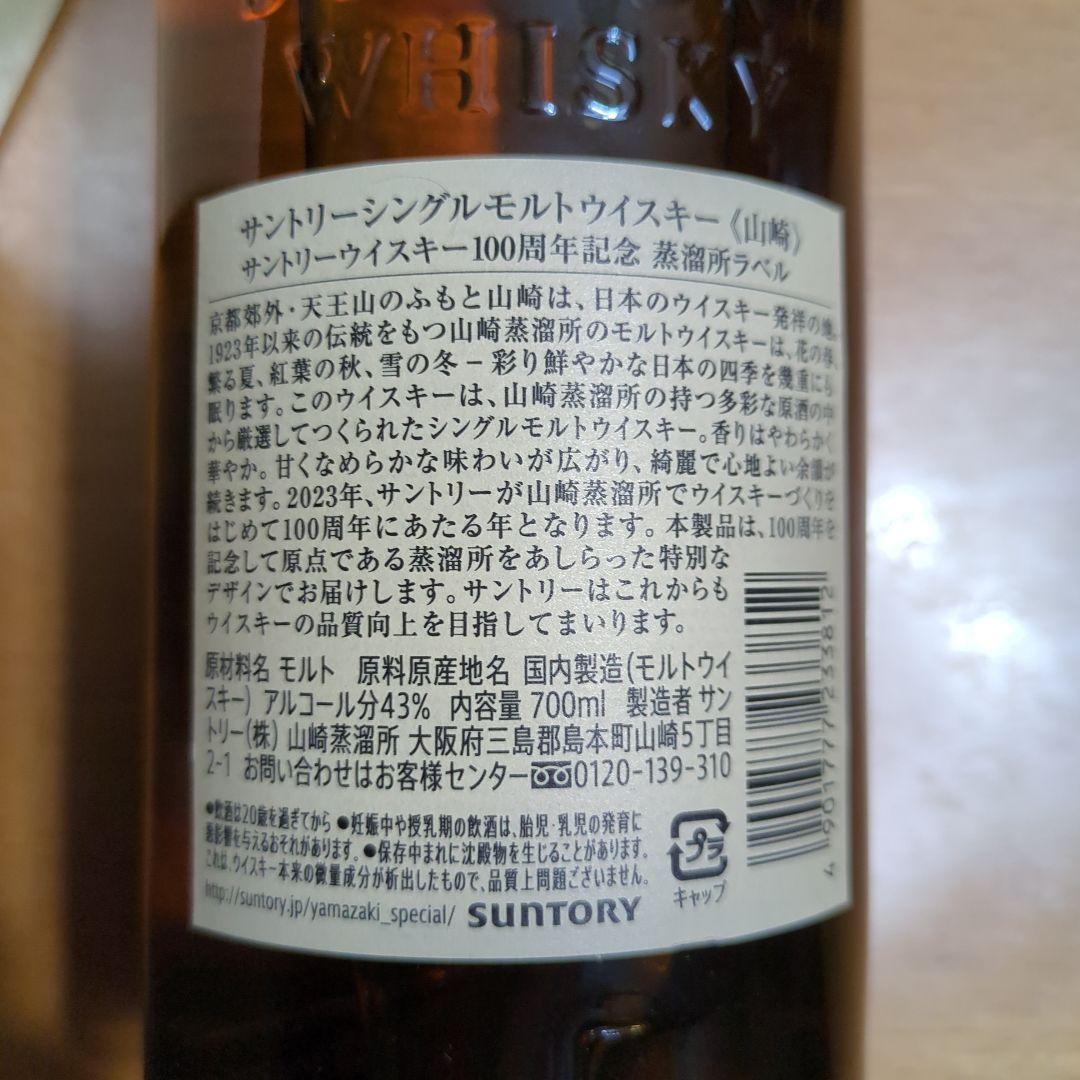 WHISKY
サントリーシングルモルトウイスキー《山崎》
サントリーウイスキー100周年記念 蒸溜所ラベル
京都郊外・天王山のふもと山崎は、日本のウイスキー発祥の地。
1923年以来の伝統をもつ山崎蒸溜所のモルトウイスキーは、花の春、
繁る夏、紅葉の秋、雪の冬－彩り鮮やかな日本の四季を幾重にも
眠ります。このウイスキーは、山崎蒸溜所の持つ多彩な原酒の中
から厳選してつくられたシングルモルトウイスキー。香りはやわらかく
華やか。甘くなめらかな味わいが広がり、綺麗で心地よい余韻が
続きます。2023年、サントリーが山崎蒸溜所でウイスキーづくりを
はじめて100周年にあたる年となります。本製品は、100周年を
記念して原点である蒸溜所をあしらった特別な
デザインでお届けします。サントリーはこれからも
ウイスキーの品質向上を目指してまいります。
原材料名 モルト 原料原産地名 国内製造(モルトウイ
スキー) アルコール分43% 内容量 700ml 製造者 サン
トリー(株) 山崎蒸溜所 大阪府三島郡島本町山崎5丁目
2-1 お問い合わせはお客様センター 0120-139-310
●飲酒は20歳を過ぎてから ●妊娠中や授乳期の飲酒は、胎児・乳児の発育に
悪影響を与えるおそれがあります。●保存中まれに沈殿物を生じることがあります。
これは、ウイスキー本来の微量成分が析出したもので、品質上問題ございません。
http://suntory.jp/yamazaki_special/ SUNTORY
プラ
キャップ
4 901777 233812